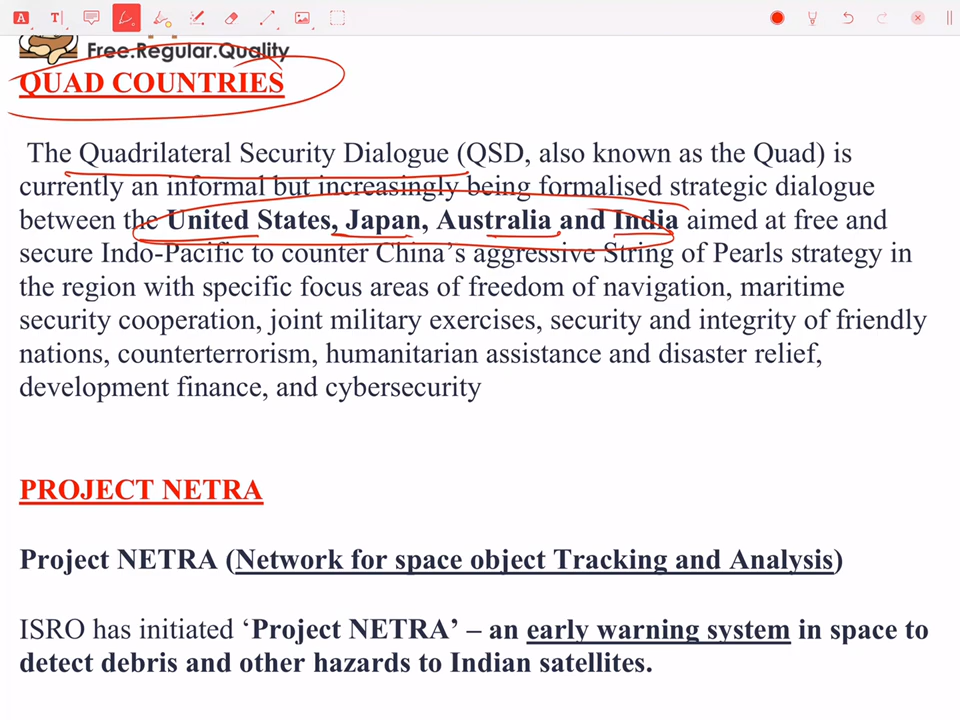 Free.Regular.Quality
QUAD COUNTRIES
The Quadrilateral Security Dialogue (QSD, also known as the Quad) is
currently an informal but increasingly being formalised strategic dialogue
between the United States, Japan, Australia and India aimed at free and
secure Indo-Pacific to counter China's aggressive String of Pearls strategy in
the region with specific focus areas of freedom of navigation, maritime
security cooperation, joint military exercises, security and integrity of friendly
nations, counterterrorism, humanitarian assistance and disaster relief,
development finance, and cybersecurity
PROJECT NETRA
Project NETRA (Network for space object Tracking and Analysis)
ISRO has initiated ‘Project NETRA’ – an early warning system in space to
detect debris and other hazards to Indian satellites.